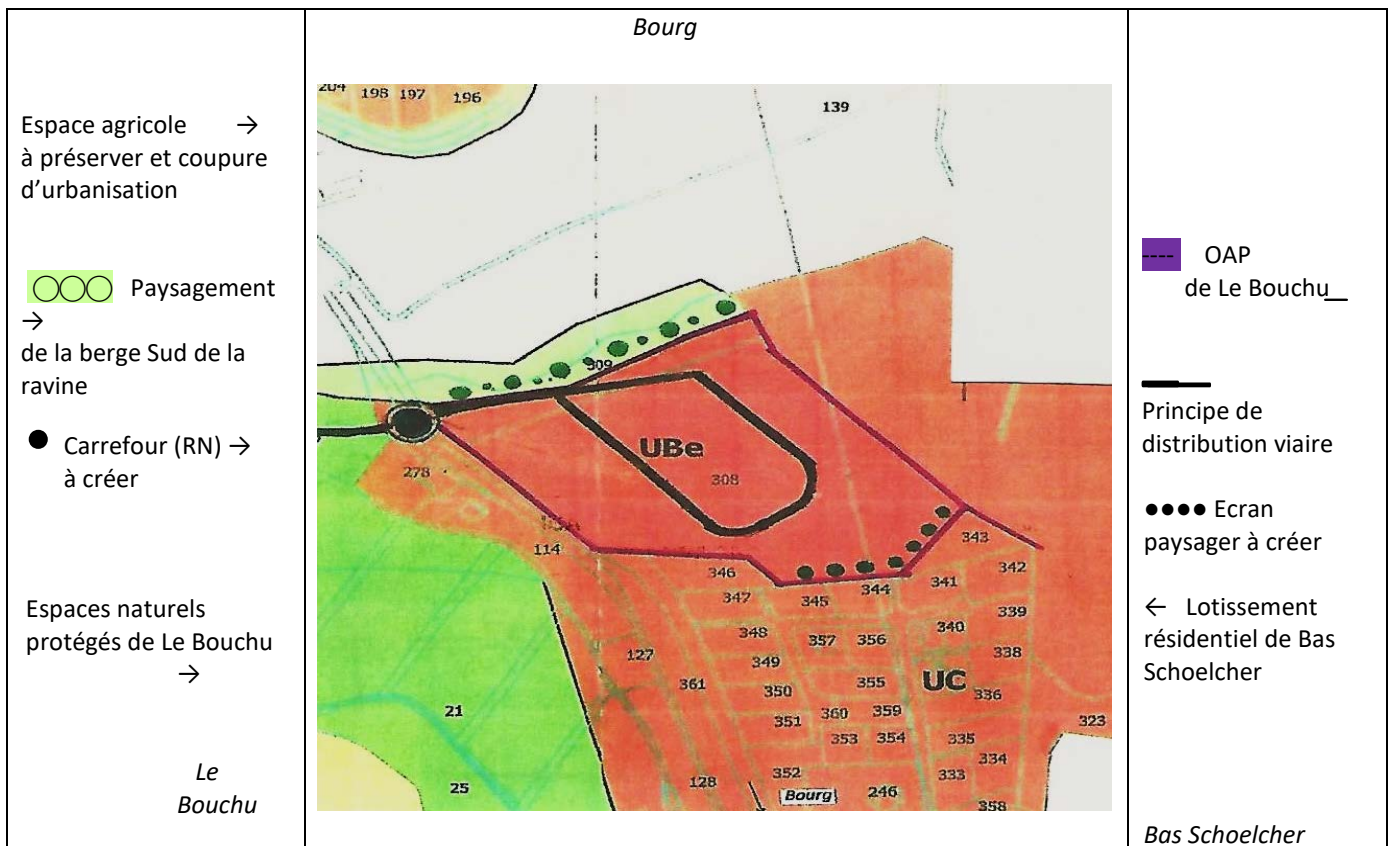 Bourg
Espace agricole →
à préserver et coupure
d’urbanisation
Paysagement
→
de la berge Sud de la
ravine
Carrefour (RN) →
à créer
Espaces naturels
protégés de Le Bouchu
→
Le
Bouchu
204 198 197 196
139
309
UBe
308
278
114
346
343
342
347
345
344
341
339
348
357 356
340
338
127
349
361
350
355
UC
336
351
360 359
323
21
353 354
335
334
25
128
352
333
Bourg
246
358
OAP
de Le Bouchu
Principe de
distribution viaire
●●●● Ecran
paysager à créer
← Lotissement
résidentiel de Bas
Schoelcher
Bas Schoelcher